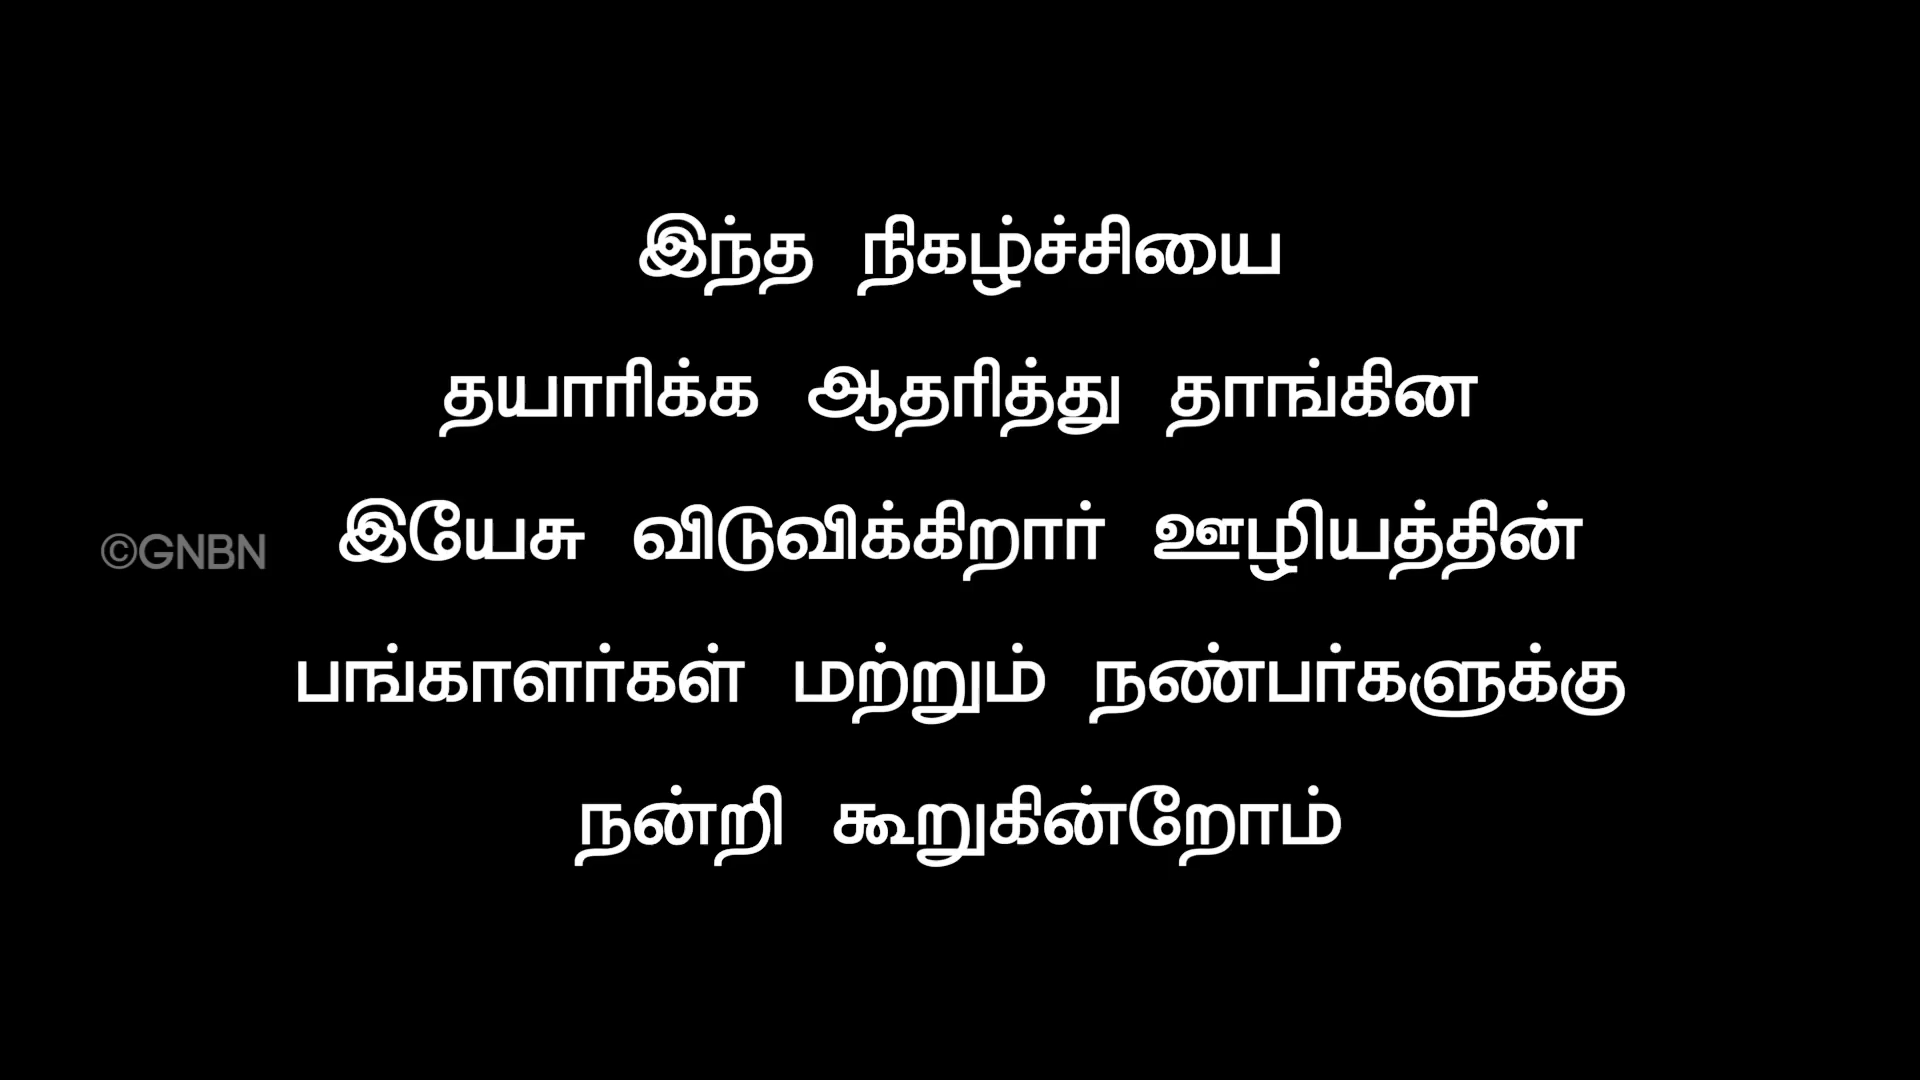 இந்த நிகழ்ச்சியை
தயாரிக்க ஆதரித்து தாங்கின
©GNBN
இயேசு விடுவிக்கிறார் ஊழியத்தின்
பங்காளர்கள் மற்றும் நண்பர்களுக்கு
நன்றி கூறுகின்றோம்